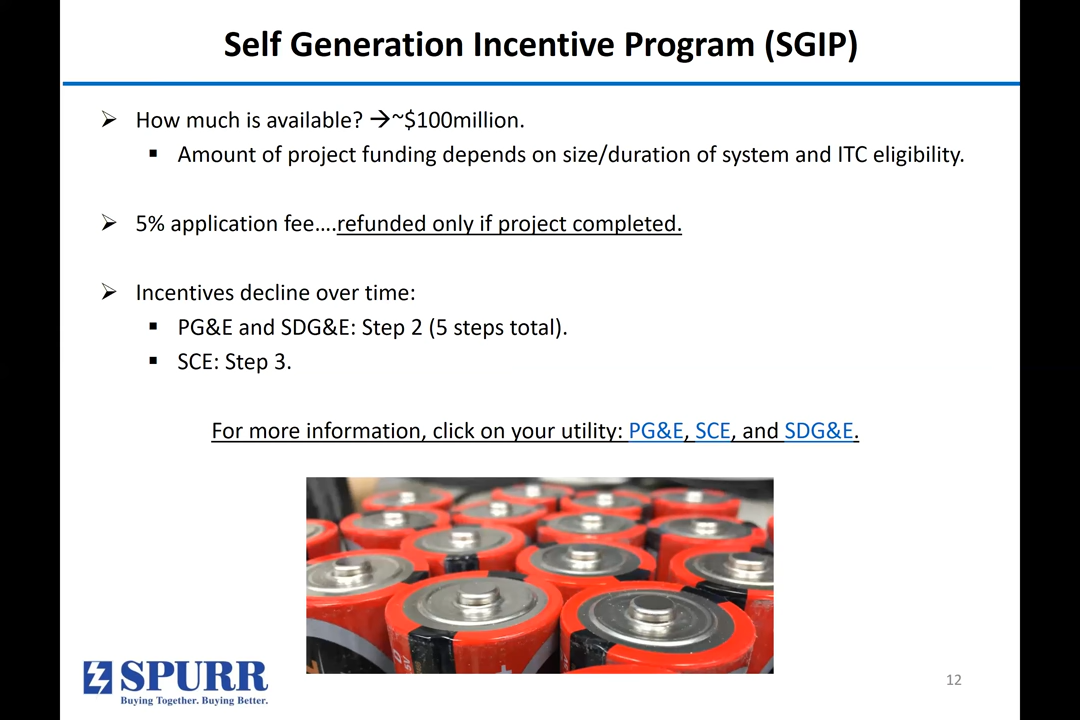 Self Generation Incentive Program (SGIP)
➢ How much is available? →~$100million.
▪ Amount of project funding depends on size/duration of system and ITC eligibility.
➢ 5% application fee….refunded only if project completed.
➢ Incentives decline over time:
▪ PG&E and SDG&E: Step 2 (5 steps total).
▪ SCE: Step 3.
For more information, click on your utility: PG&E, SCE, and SDG&E.
SPURR
Buying Together. Buying Better.
12